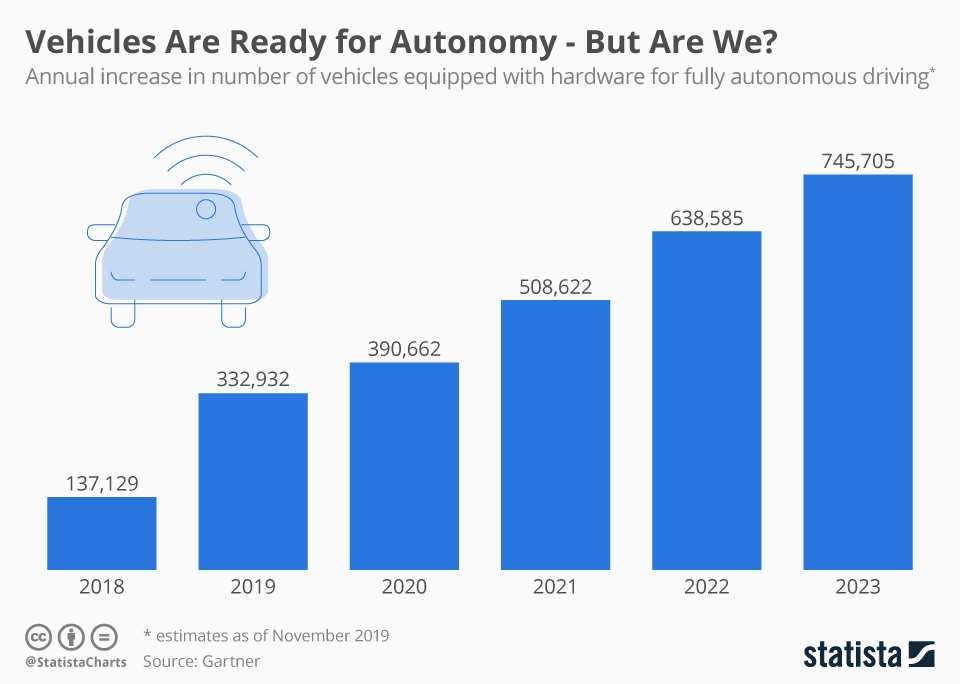 Vehicles Are Ready for Autonomy - But Are We?
Annual increase in number of vehicles equipped with hardware for fully autonomous driving*
745,705
638,585
508,622
390,662
332,932
137,129
2018 2019 2020 2021 2022 2023
* estimates as of November 2019
@StatistaCharts Source: Gartner
statista